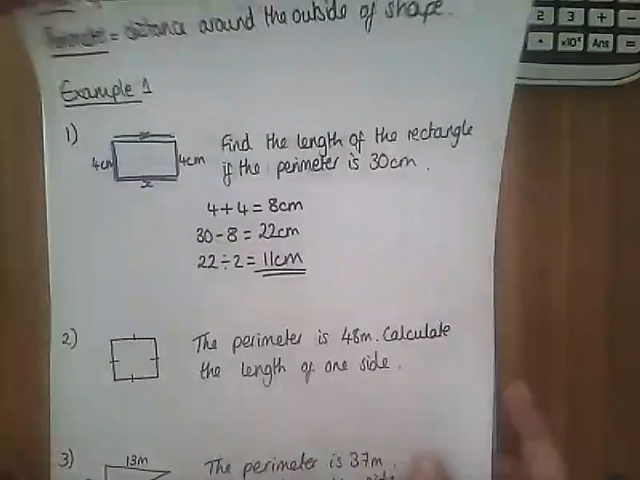 Perimeter = distance around the outside of shape.
Example 1
1)
x
4cm
4cm
x
Find the length of the rectangle
if the perimeter is 30cm.
4+4 = 8cm
30-8 = 22cm
22÷2 = 11cm
2)
The perimeter is 48m. Calculate
the length of one side.
3)
13m
The perimeter is 37m.
2 3 + -
. x10ˣ Ans =